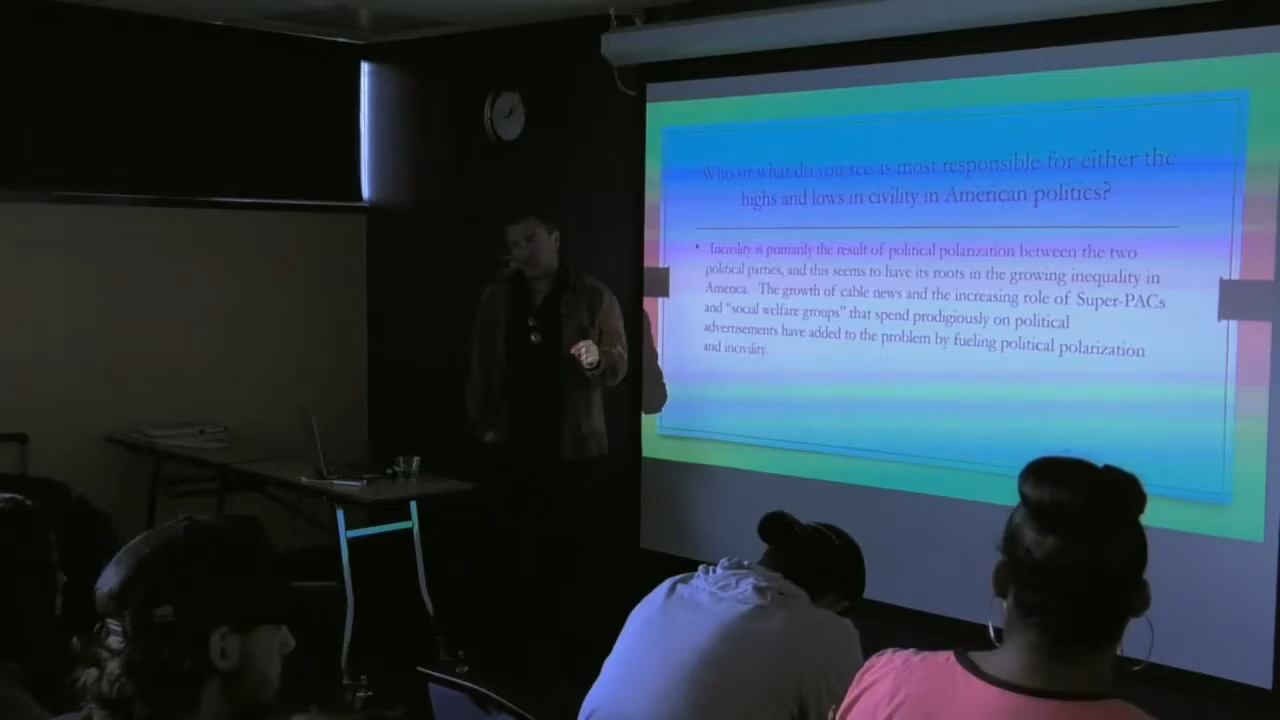 Who or what do you see as most responsible for either the
highs and lows in civility in American politics?
• Incivility is primarily the result of political polarization between the two
political parties, and this seems to have its roots in the growing inequality in
America. The growth of cable news and the increasing role of Super-PACs
and “social welfare groups” that spend prodigiously on political
advertisements have added to the problem by fueling political polarization
and incivility.